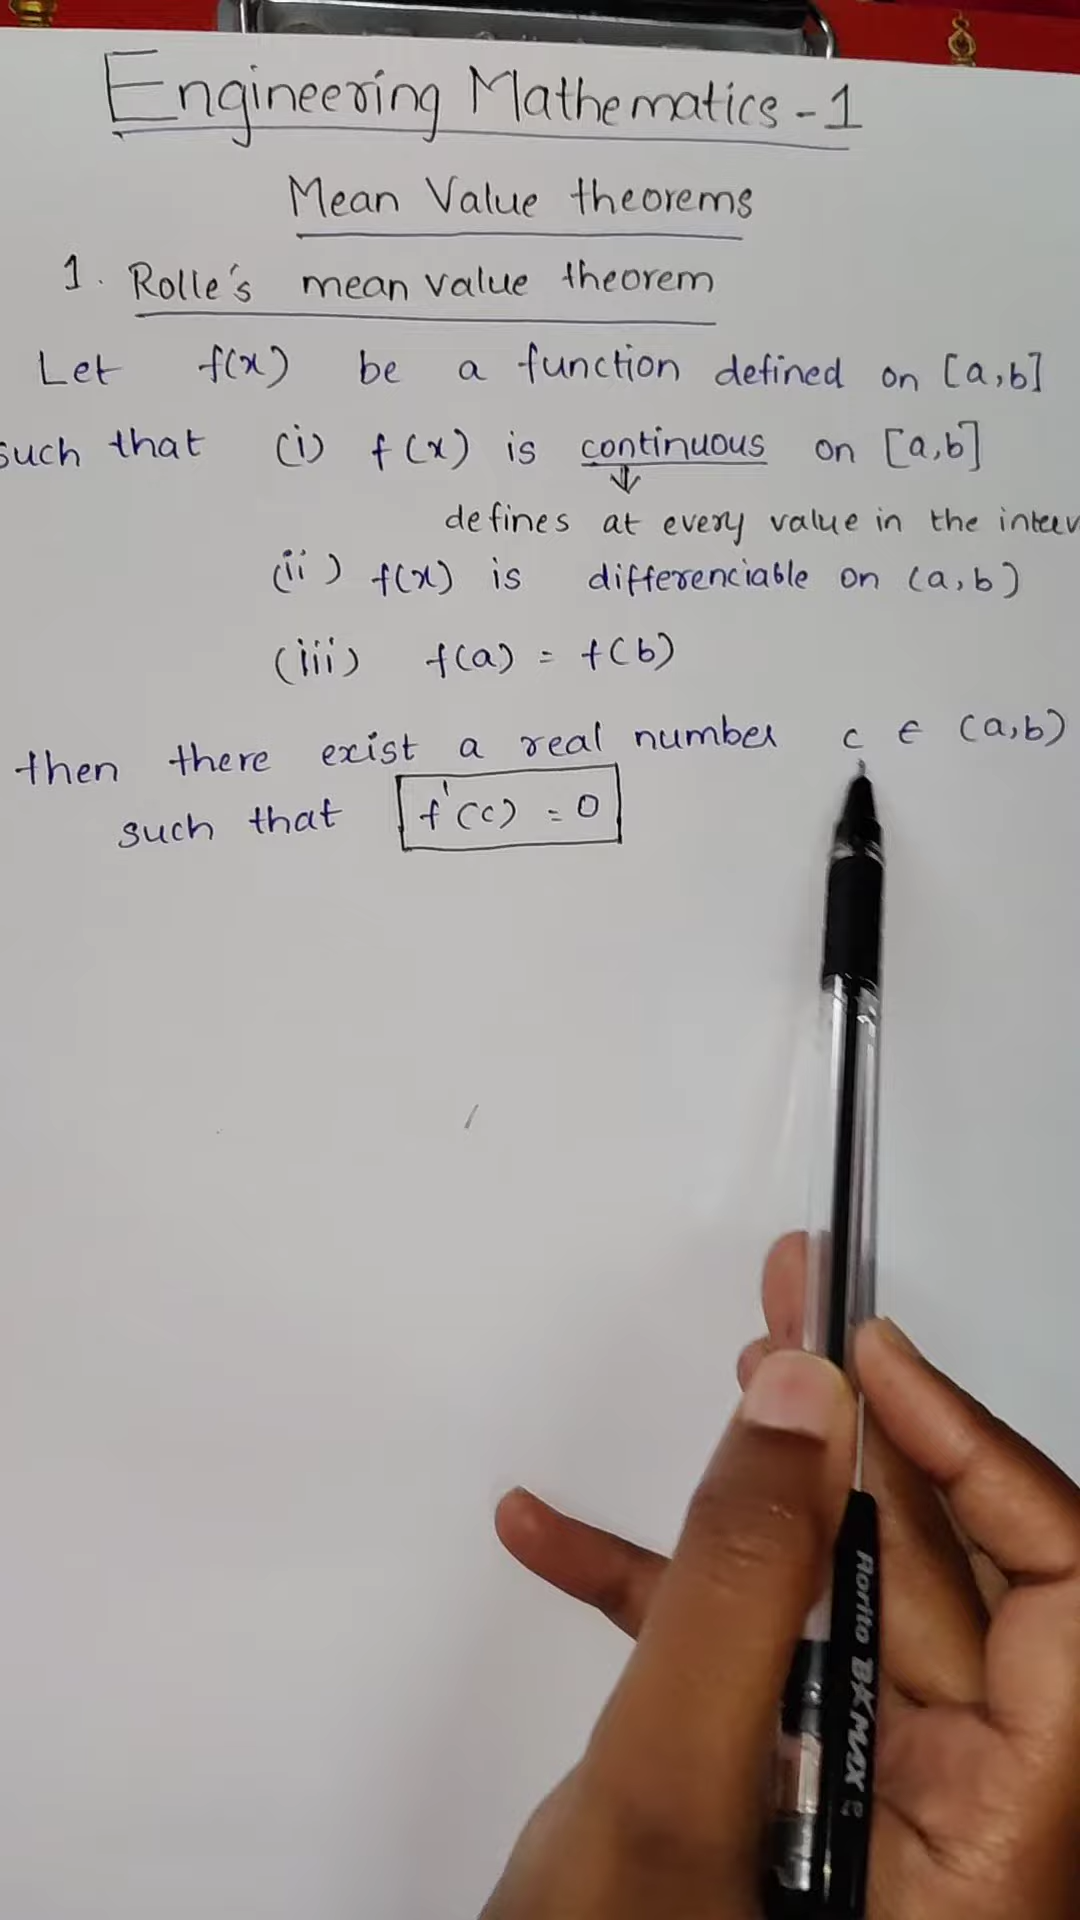 Engineering Mathematics - 1
Mean Value theorems
1. Rolle's mean value theorem
Let f(x) be a function defined on [a,b]
such that (i) f(x) is continuous on [a,b]
defines at every value in the interv
(ii) f(x) is differenciable on (a,b)
(iii) f(a) = f(b)
then there exist a real number c ∈ (a,b)
such that f'(c) = 0
Rorito BXMAX